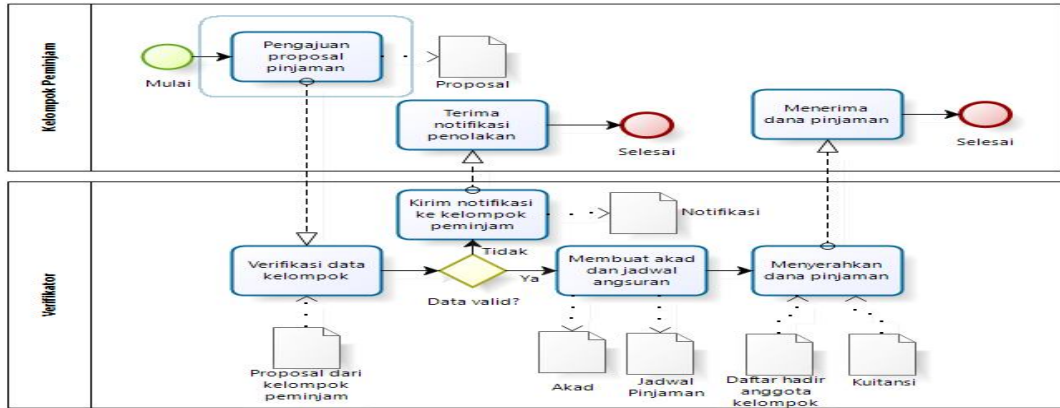 Kelompok Peminjam
Mulai
Pengajuan
proposal
pinjaman
Proposal
Terima
notifikasi
penolakan
Selesai
Menerima
dana pinjaman
Selesai
Verifikator
Kirim notifikasi
ke kelompok
peminjam
Notifikasi
Verifikasi data
kelompok
Tidak
Data valid?
Ya
Membuat akad
dan jadwal
angsuran
Menyerahkan
dana pinjaman
Proposal dari
kelompok
peminjam
Akad
Jadwal
Pinjaman
Daftar hadir
anggota
kelompok
Kuitansi